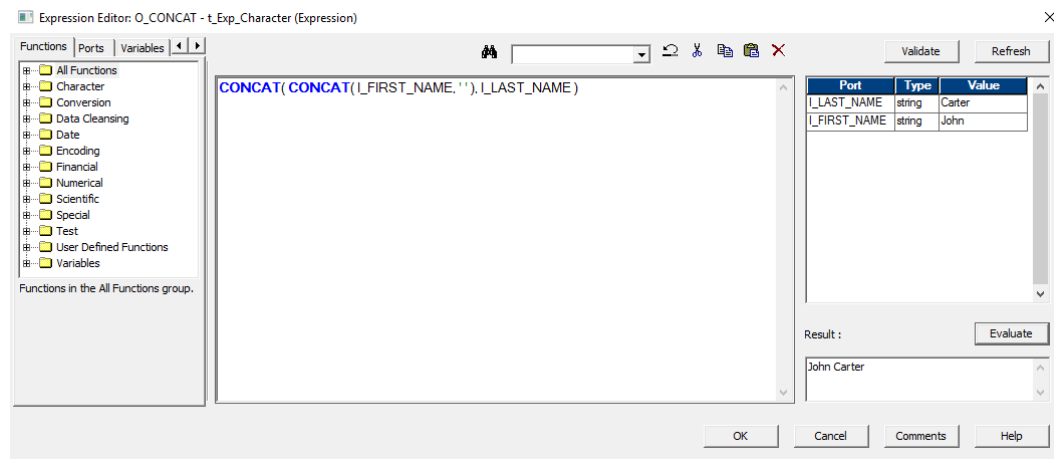 Expression Editor: O_CONCAT - t_Exp_Character (Expression)
Functions Ports Variables
Validate Refresh
All Functions
Character
Conversion
Data Cleansing
Date
Encoding
Financial
Numerical
Scientific
Special
Test
User Defined Functions
Variables
Functions in the All Functions group.
CONCAT( CONCAT( I_FIRST_NAME, ' ' ), I_LAST_NAME )
Port Type Value
I_LAST_NAME string Carter
I_FIRST_NAME string John
Result : Evaluate
John Carter
OK Cancel Comments Help